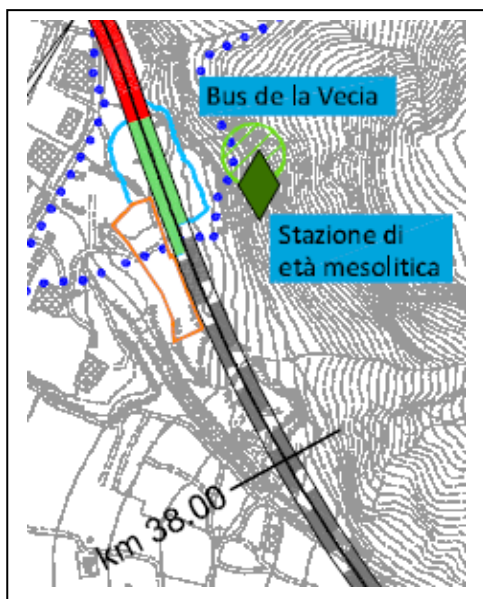 Bus de la Vecia
Stazione di
età mesolitica
km 38.00